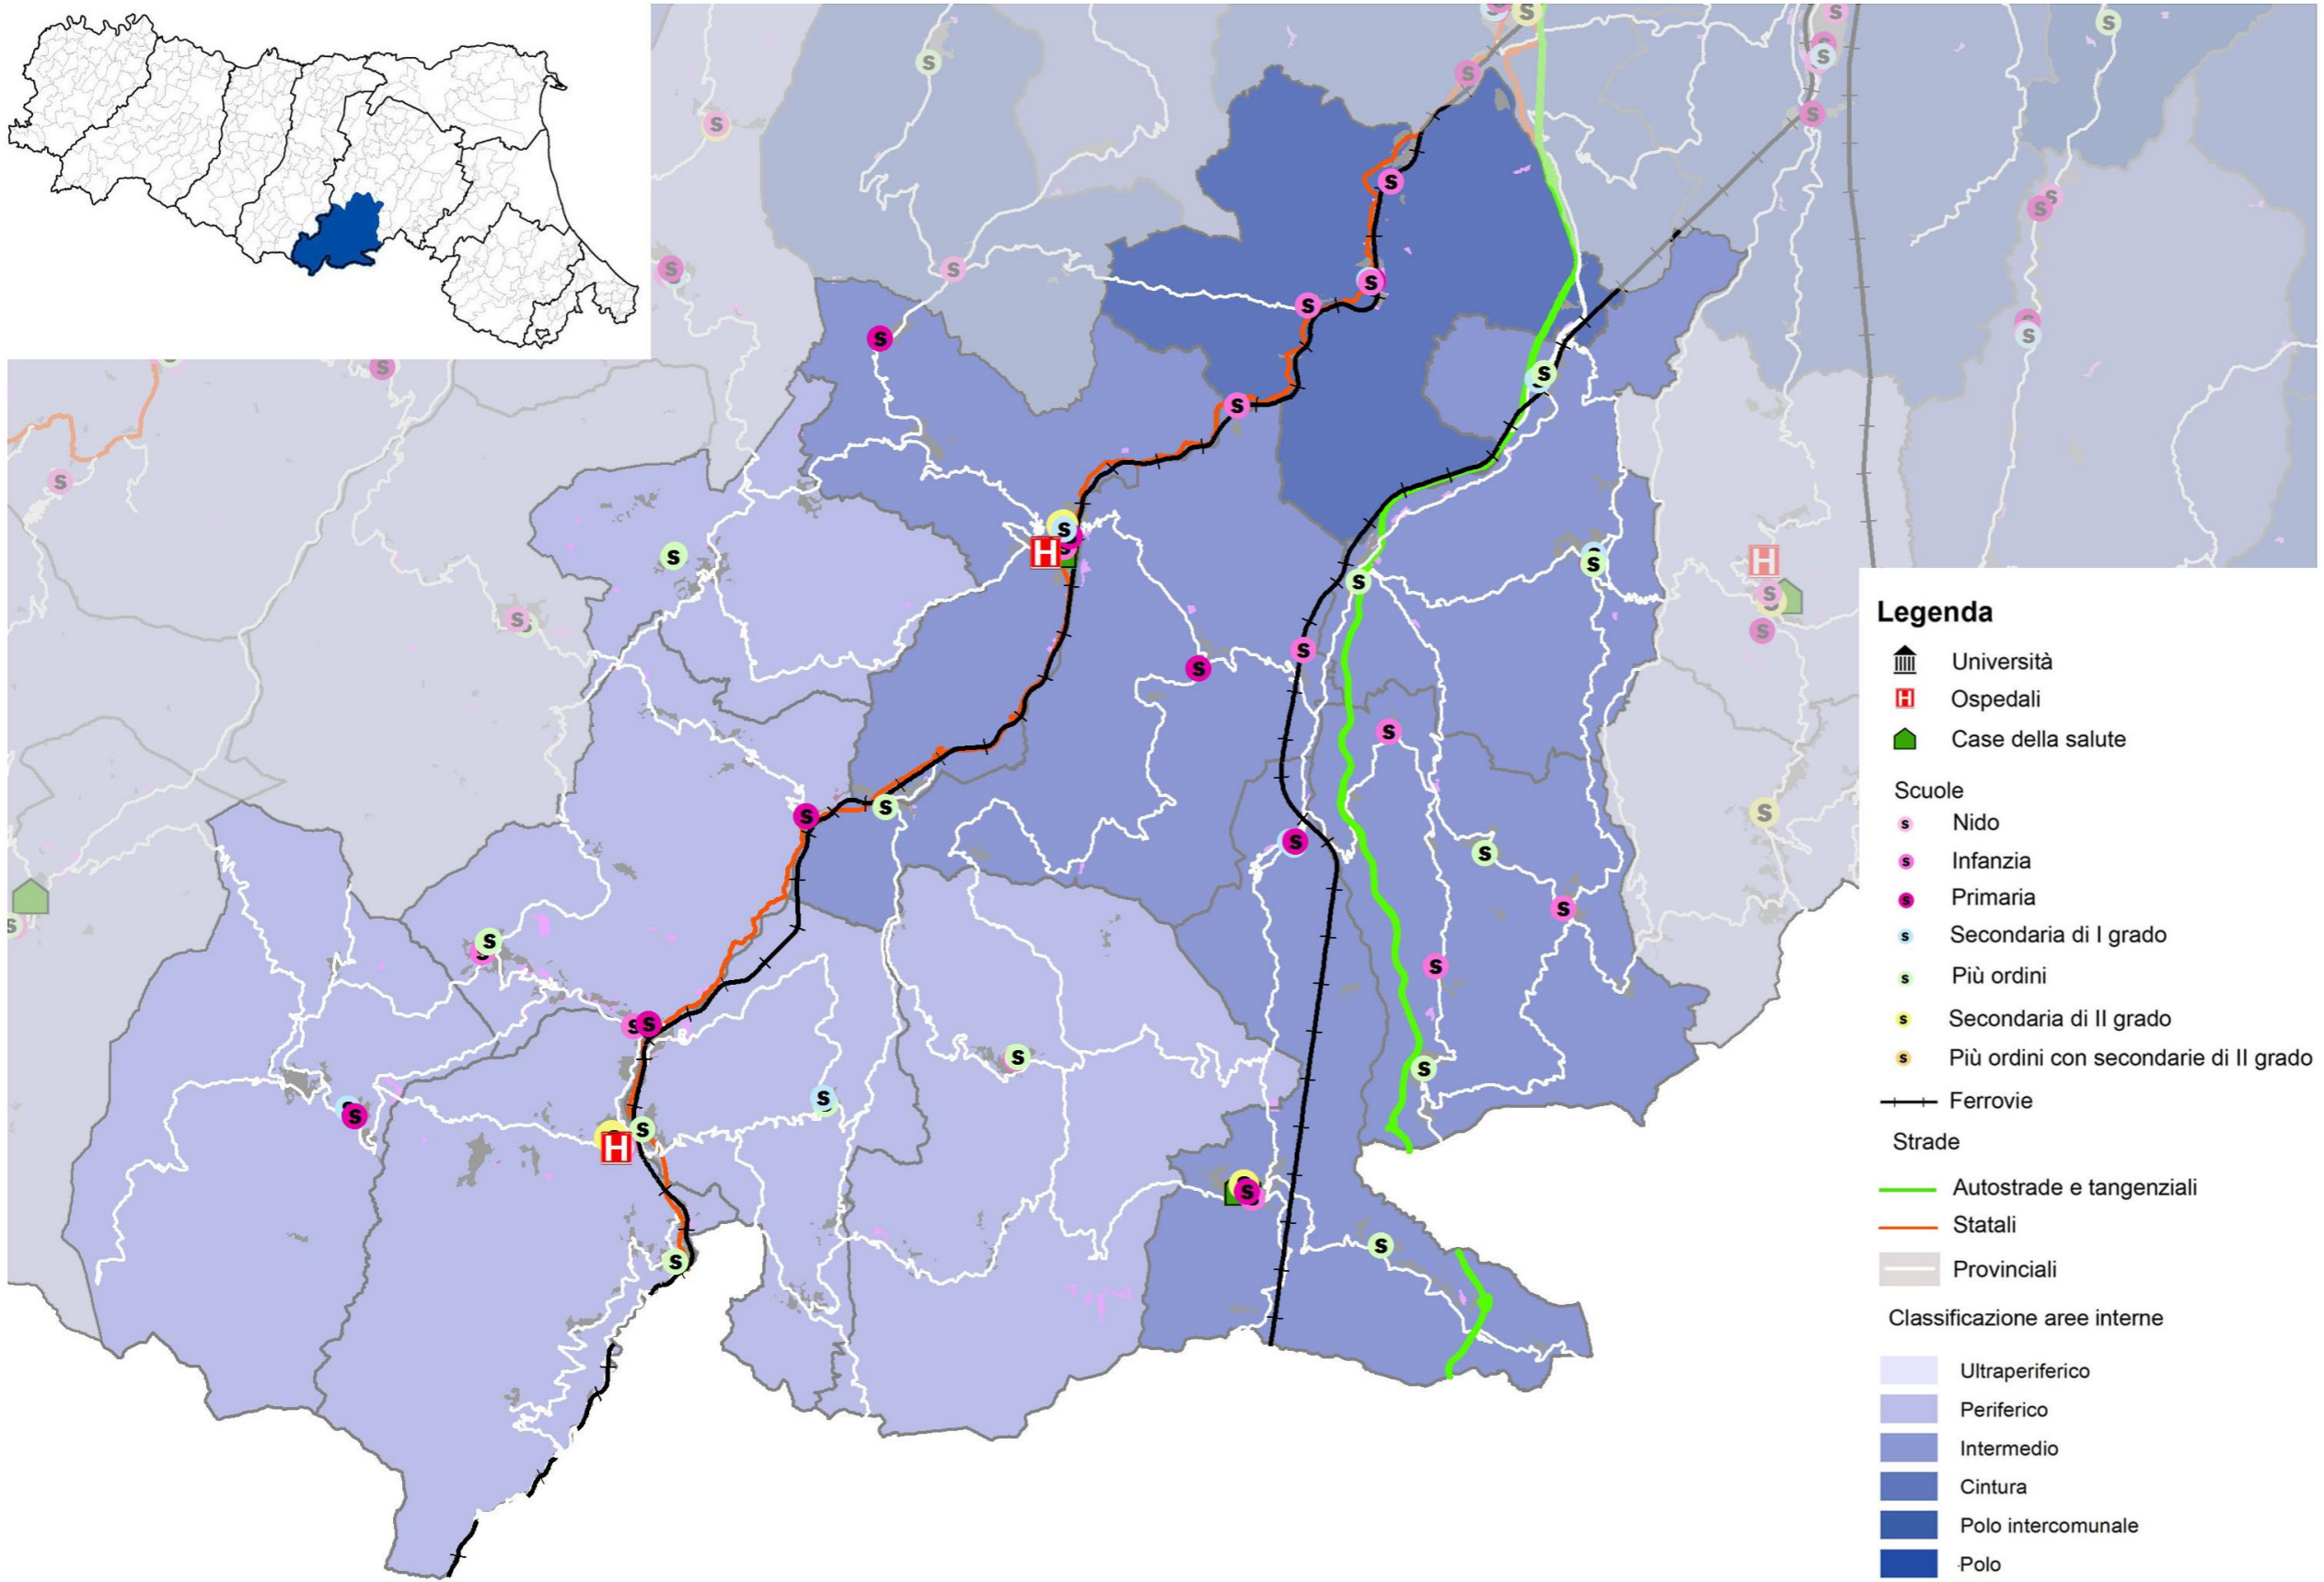 Legenda
Università
H Ospedali
Case della salute
Scuole
S Nido
S Infanzia
S Primaria
S Secondaria di I grado
S Più ordini
S Secondaria di II grado
S Più ordini con secondarie di II grado
Ferrovie
Strade
Autostrade e tangenziali
Statali
Provinciali
Classificazione aree interne
Ultraperiferico
Periferico
Intermedio
Cintura
Polo intercomunale
Polo